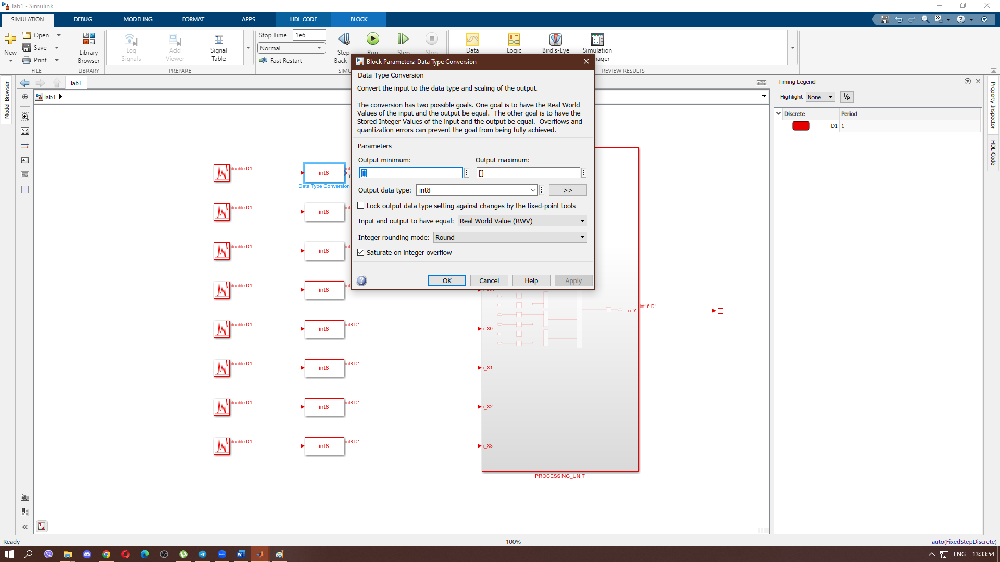 lab1 - Simulink
SIMULATION DEBUG MODELING FORMAT APPS HDL CODE BLOCK
New
Open
Save
Print
FILE
Library Browser
LIBRARY
Log Signals
Add Viewer
Signal Table
PREPARE
Stop Time 1e6
Normal
Fast Restart
Step Back
Run
Step
Stop
SIMU
Data
Logic
Bird's-Eye
Simulation
nager
REVIEW RESULTS
Model Browser
lab1
lab1
Block Parameters: Data Type Conversion
Data Type Conversion
Convert the input to the data type and scaling of the output.
The conversion has two possible goals. One goal is to have the Real World
Values of the input and the output be equal. The other goal is to have the
Stored Integer Values of the input and the output be equal. Overflows and
quantization errors can prevent the goal from being fully achieved.
Parameters
Output minimum: Output maximum:
[] []
Output data type: int8 >>
Lock output data type setting against changes by the fixed-point tools
Input and output to have equal: Real World Value (RWV)
Integer rounding mode: Round
Saturate on integer overflow
OK Cancel Help Apply
double D1 int8 int8
Data Type Conversion
double D1 int8
double D1 int8
double D1 int8
double D1 int8 int8 D1 i_X0
double D1 int8 int8 D1 i_X1
double D1 int8 int8 D1 i_X2
double D1 int8 int8 D1 i_X3
o_Y int16 D1
PROCESSING_UNIT
Timing Legend
Highlight None 1/P
Discrete Period
D1 1
Property Inspector
HDL Code
Ready 100% auto(FixedStepDiscrete)
ENG 13:33:54